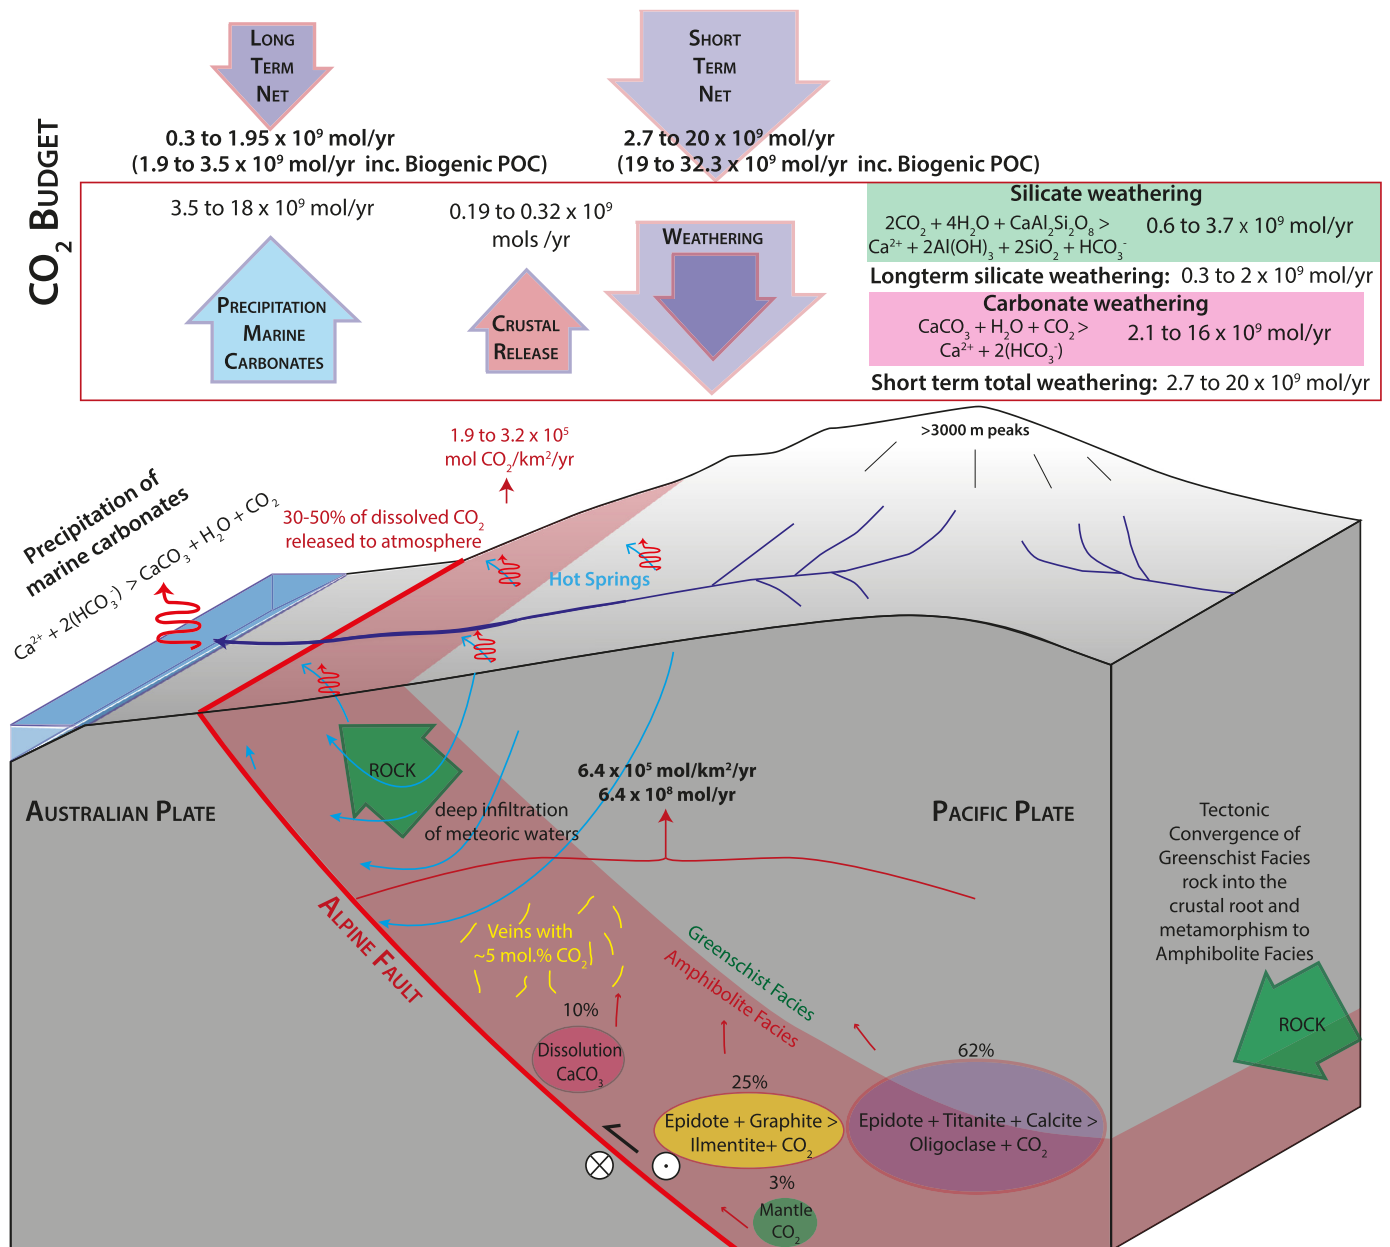 CO₂ BUDGET
LONG
TERM
NET
0.3 to 1.95 x 10⁹ mol/yr
(1.9 to 3.5 x 10⁹ mol/yr inc. Biogenic POC)
SHORT
TERM
NET
2.7 to 20 x 10⁹ mol/yr
(19 to 32.3 x 10⁹ mol/yr inc. Biogenic POC)
3.5 to 18 x 10⁹ mol/yr
PRECIPITATION
MARINE
CARBONATES
0.19 to 0.32 x 10⁹
mols /yr
CRUSTAL
RELEASE
WEATHERING
Silicate weathering
2CO₂ + 4H₂O + CaAl₂Si₂O₈ >
Ca²⁺ + 2Al(OH)₃ + 2SiO₂ + HCO₃⁻
0.6 to 3.7 x 10⁹ mol/yr
Longterm silicate weathering: 0.3 to 2 x 10⁹ mol/yr
Carbonate weathering
CaCO₃ + H₂O + CO₂ >
Ca²⁺ + 2(HCO₃⁻)
2.1 to 16 x 10⁹ mol/yr
Short term total weathering: 2.7 to 20 x 10⁹ mol/yr
>3000 m peaks
1.9 to 3.2 x 10⁵
mol CO₂/km²/yr
Precipitation of
marine carbonates
Ca²⁺ + 2(HCO₃⁻) > CaCO₃ + H₂O + CO₂
30-50% of dissolved CO₂
released to atmosphere
Hot Springs
ROCK
deep infiltration
of meteoric waters
6.4 x 10⁵ mol/km²/yr
6.4 x 10⁸ mol/yr
AUSTRALIAN PLATE
PACIFIC PLATE
Tectonic
Convergence of
Greenschist Facies
rock into the
crustal root and
metamorphism to
Amphibolite Facies
ROCK
ALPINE FAULT
Veins with
~5 mol.% CO₂
Greenschist Facies
Amphibolite Facies
10%
Dissolution
CaCO₃
25%
Epidote + Graphite >
Ilmentite+ CO₂
62%
Epidote + Titanite + Calcite >
Oligoclase + CO₂
3%
Mantle
CO₂